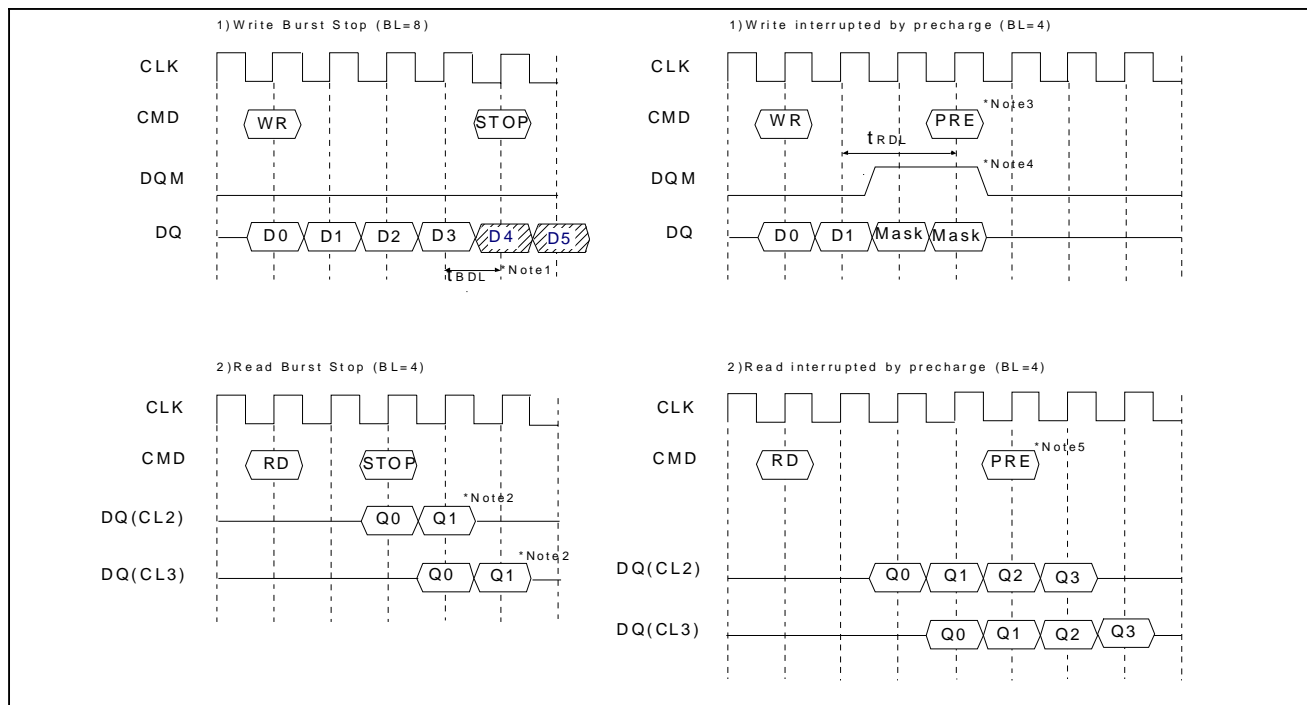 1)Write Burst Stop (BL=8)
CLK
CMD
WR
STOP
DQM
DQ
D0 D1 D2 D3 D4 D5
tBDL *Note1
1)Write interrupted by precharge (BL=4)
CLK
CMD
WR
PRE *Note3
tRDL
DQM
*Note4
DQ
D0 D1 Mask Mask
2)Read Burst Stop (BL=4)
CLK
CMD
RD
STOP
DQ(CL2)
Q0 Q1 *Note2
DQ(CL3)
Q0 Q1 *Note2
2)Read interrupted by precharge (BL=4)
CLK
CMD
RD
PRE *Note5
DQ(CL2)
Q0 Q1 Q2 Q3
DQ(CL3)
Q0 Q1 Q2 Q3